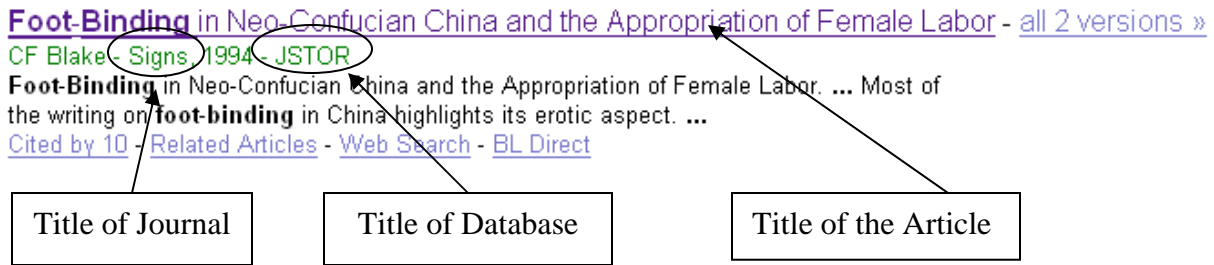 Foot-Binding in Neo-Confucian China and the Appropriation of Female Labor - all 2 versions »
CF Blake - Signs, 1994 - JSTOR
Foot-Binding in Neo-Confucian China and the Appropriation of Female Labor. ... Most of
the writing on foot-binding in China highlights its erotic aspect. ...
Cited by 10 - Related Articles - Web Search - BL Direct
Title of Journal Title of Database Title of the Article